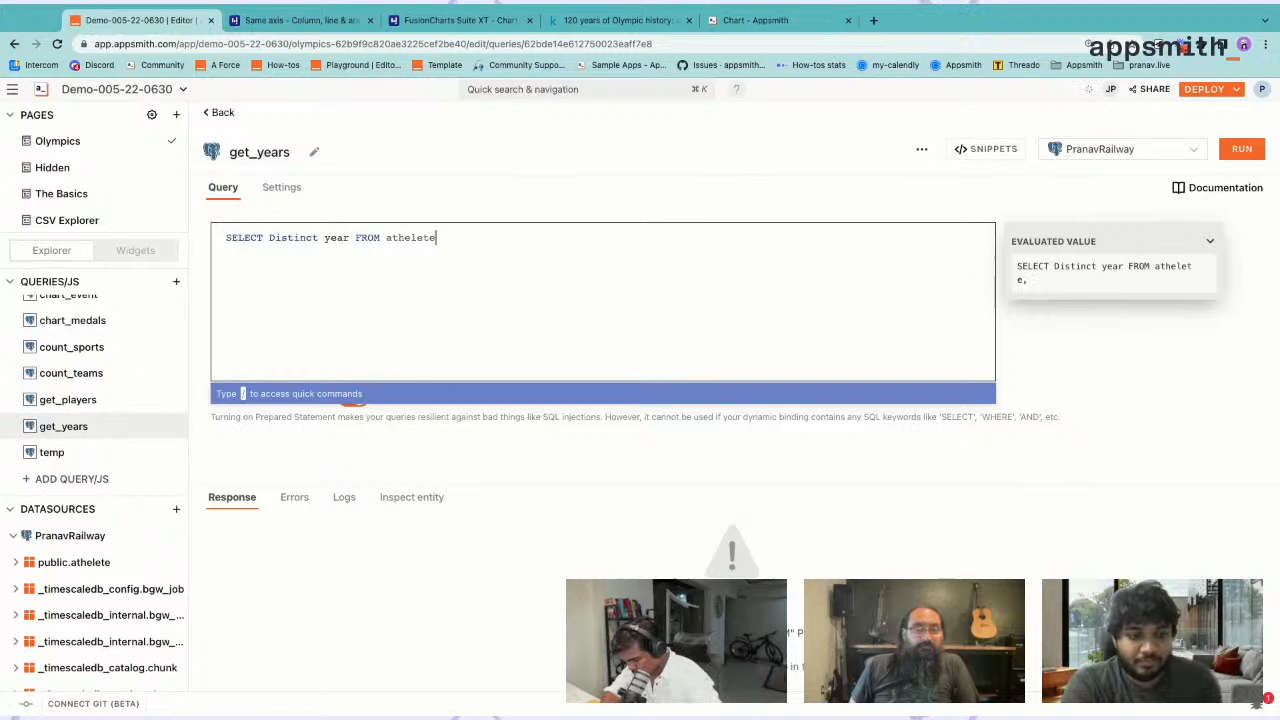 Demo-005-22-0630 | Editor |
Same axis - Column, line & are
FusionCharts Suite XT - Chart
120 years of Olympic history:
Chart - Appsmith
app.appsmith.com/app/demo-005-22-0630/olympics-62b9f9c820ae3225cef2be40/edit/queries/62bde14e612750023eaff7e8
appsmith_
Intercom
Discord
Community
A Force
How-tos
Playground | Edito...
Template
Community Suppo...
Sample Apps - Ap...
Issues · appsmith...
How-tos stats
my-calendly
Appsmith
Threado
Appsmith
pranav.live
a_
Demo-005-22-0630
Quick search & navigation
⌘ K
?
JP
SHARE
DEPLOY
P
PAGES
Back
Olympics
Hidden
The Basics
CSV Explorer
Explorer
Widgets
QUERIES/JS
chart_event
chart_medals
count_sports
count_teams
get_players
get_years
temp
+ ADD QUERY/JS
DATASOURCES
PranavRailway
public.athelete
_timescaledb_config.bgw_job
_timescaledb_internal.bgw_...
_timescaledb_internal.bgw_...
_timescaledb_catalog.chunk
CONNECT GIT (BETA)
get_years
</> SNIPPETS
PranavRailway
RUN
Query
Settings
Documentation
SELECT Distinct year FROM athelete
EVALUATED VALUE
SELECT Distinct year FROM athelet
e,
Type / to access quick commands
Turning on Prepared Statement makes your queries resilient against bad things like SQL injections. However, it cannot be used if your dynamic binding contains any SQL keywords like 'SELECT', 'WHERE', 'AND', etc.
Response
Errors
Logs
Inspect entity
1